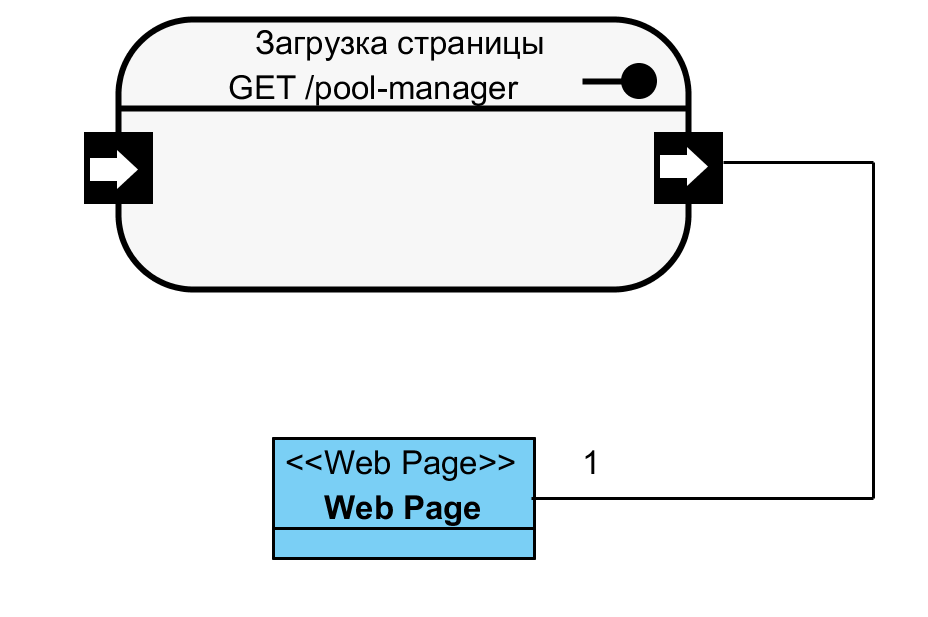 Загрузка страницы
GET /pool-manager
<<Web Page>>
1
Web Page